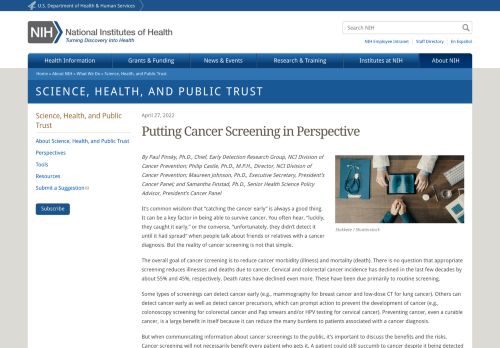 U.S. Department of Health & Human Services
NIH National Institutes of Health
Turning Discovery Into Health
Search NIH
NIH Employee Intranet | Staff Directory | En Español
Health Information
Grants & Funding
News & Events
Research & Training
Institutes at NIH
About NIH
Home » About NIH » What We Do » Science, Health, and Public Trust
SCIENCE, HEALTH, AND PUBLIC TRUST
Science, Health, and Public
Trust
About Science, Health, and Public Trust
Perspectives
Tools
Resources
Submit a Suggestion
Subscribe
April 27, 2022
Putting Cancer Screening in Perspective
By Paul Pinsky, Ph.D., Chief, Early Detection Research Group, NCI Division of
Cancer Prevention; Philip Castle, Ph.D., M.P.H., Director, NCI Division of
Cancer Prevention; Maureen Johnson, Ph.D., Executive Secretary, President's
Cancer Panel; and Samantha Finstad, Ph.D., Senior Health Science Policy
Advisor, President's Cancer Panel
It's common wisdom that "catching the cancer early" is always a good thing.
It can be a key factor in being able to survive cancer. You often hear, "luckily,
they caught it early," or the converse, "unfortunately, they didn't detect it
until it had spread" when people talk about friends or relatives with a cancer
diagnosis. But the reality of cancer screening is not that simple.
Stokkete / Shutterstock
The overall goal of cancer screening is to reduce cancer morbidity (illness) and mortality (death). There is no question that appropriate
screening reduces illnesses and deaths due to cancer. Cervical and colorectal cancer incidence has declined in the last few decades by
about 55% and 45%, respectively. Death rates have declined even more. These have been due primarily to routine screening.
Some types of screenings can detect cancer early (e.g., mammography for breast cancer and low-dose CT for lung cancer). Others can
detect cancer early as well as detect cancer precursors, which can prompt action to prevent the development of cancer (e.g.,
colonoscopy screening for colorectal cancer and Pap smears and/or HPV testing for cervical cancer). Preventing cancer, even a curable
cancer, is a large benefit in itself because it can reduce the many burdens to patients associated with a cancer diagnosis.
But when communicating information about cancer screenings to the public, it's important to discuss the benefits and the risks.
Cancer screening will not necessarily benefit every patient who gets it. A patient could still succumb to cancer despite it being detected